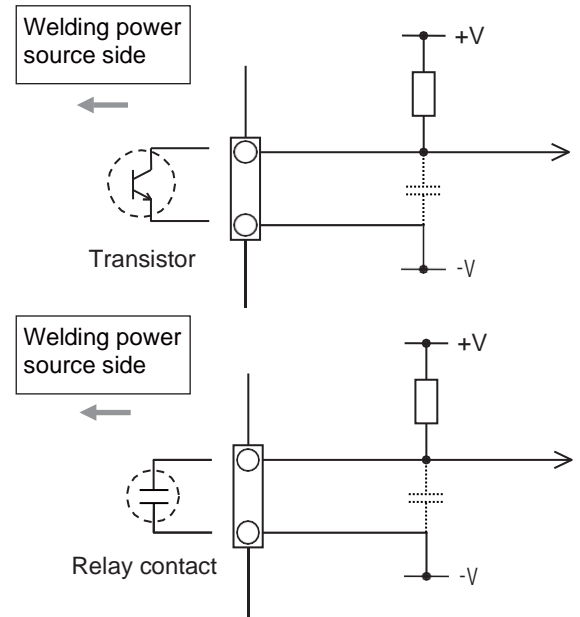 Welding power
source side
+V
Transistor
-V
Welding power
source side
+V
Relay contact
-V